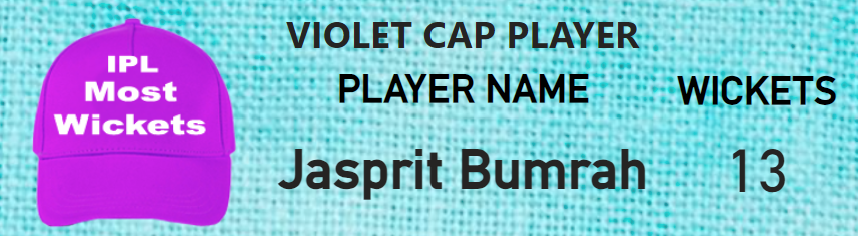 IPL
Most
Wickets
VIOLET CAP PLAYER
PLAYER NAME WICKETS
Jasprit Bumrah 13